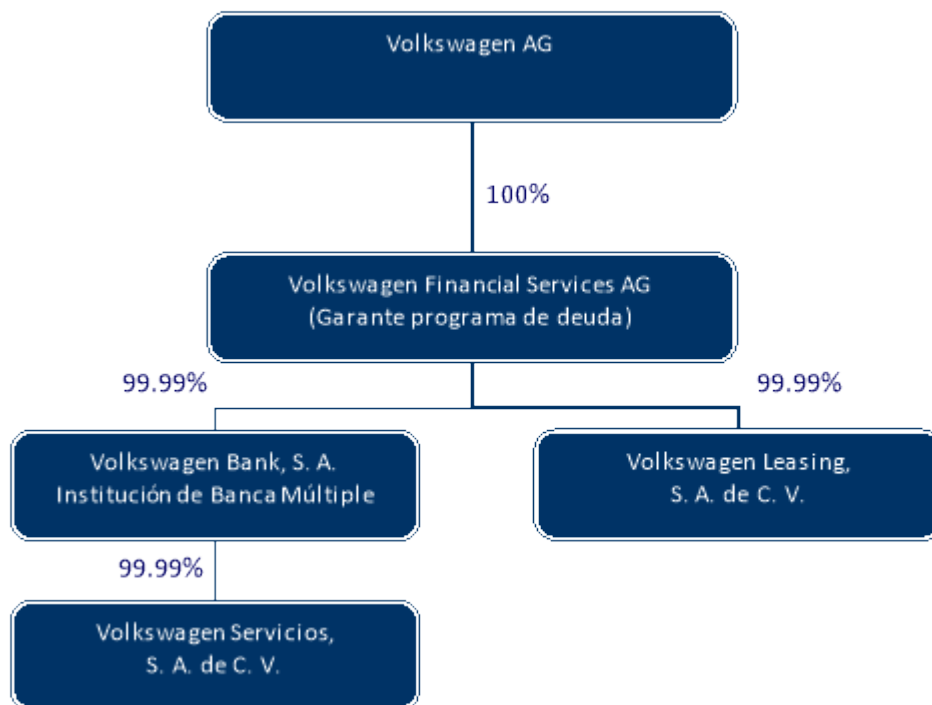 Volkswagen AG
100%
Volkswagen Financial Services AG
(Garante programa de deuda)
99.99%
99.99%
Volkswagen Bank, S. A.
Institución de Banca Múltiple
Volkswagen Leasing,
S. A. de C. V.
99.99%
Volkswagen Servicios,
S. A. de C. V.